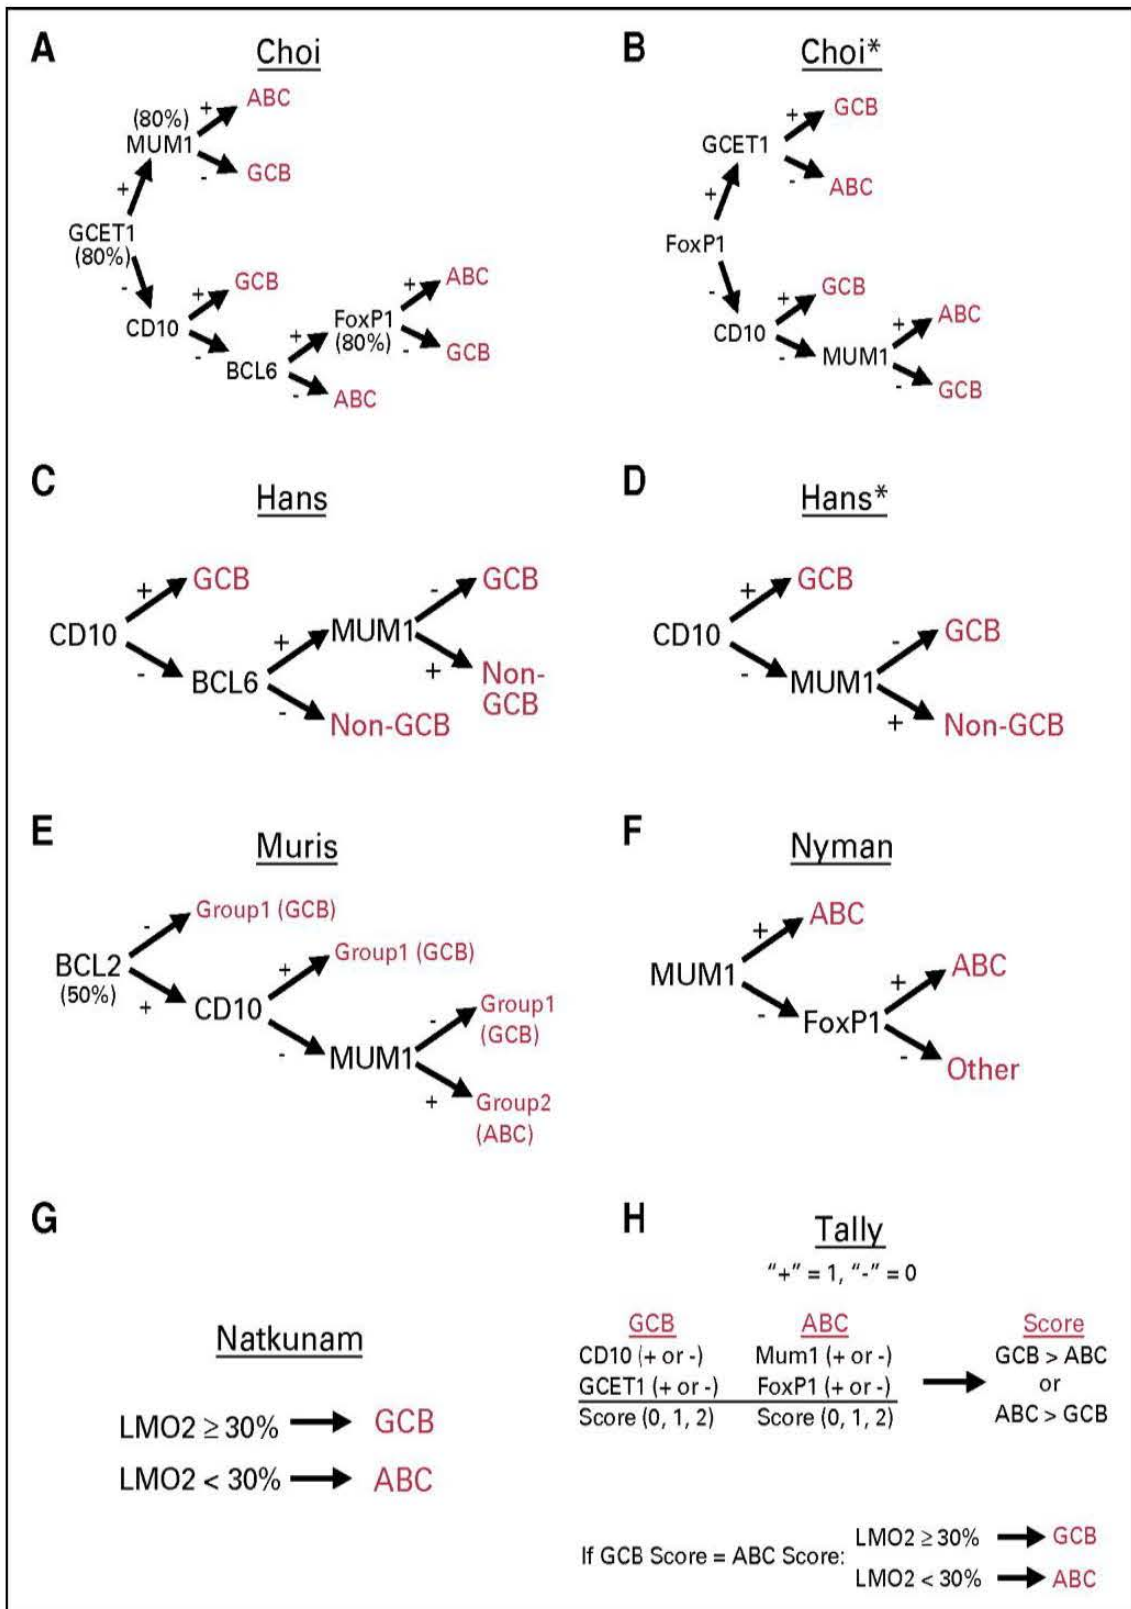 A
Choi
(80%)
MUM1
+
ABC
-
GCB
+
GCET1
(80%)
-
CD10
+
GCB
-
BCL6
+
FoxP1
(80%)
+
ABC
-
GCB
-
ABC
B
Choi*
GCET1
+
GCB
-
ABC
+
FoxP1
-
CD10
+
GCB
-
MUM1
+
ABC
-
GCB
C
Hans
CD10
+
GCB
-
BCL6
+
MUM1
-
GCB
+
Non-
GCB
-
Non-GCB
D
Hans*
CD10
+
GCB
-
MUM1
-
GCB
+
Non-GCB
E
Muris
BCL2
(50%)
-
Group1 (GCB)
+
CD10
+
Group1 (GCB)
-
MUM1
-
Group1
(GCB)
+
Group2
(ABC)
F
Nyman
MUM1
+
ABC
-
FoxP1
+
ABC
-
Other
G
Natkunam
LMO2 ≥ 30% GCB
LMO2 < 30% ABC
H
Tally
"+" = 1, "-" = 0
GCB ABC Score
CD10 (+ or -) Mum1 (+ or -) GCB > ABC
GCET1 (+ or -) FoxP1 (+ or -) or
Score (0, 1, 2) Score (0, 1, 2) ABC > GCB
If GCB Score = ABC Score:
LMO2 ≥ 30% GCB
LMO2 < 30% ABC